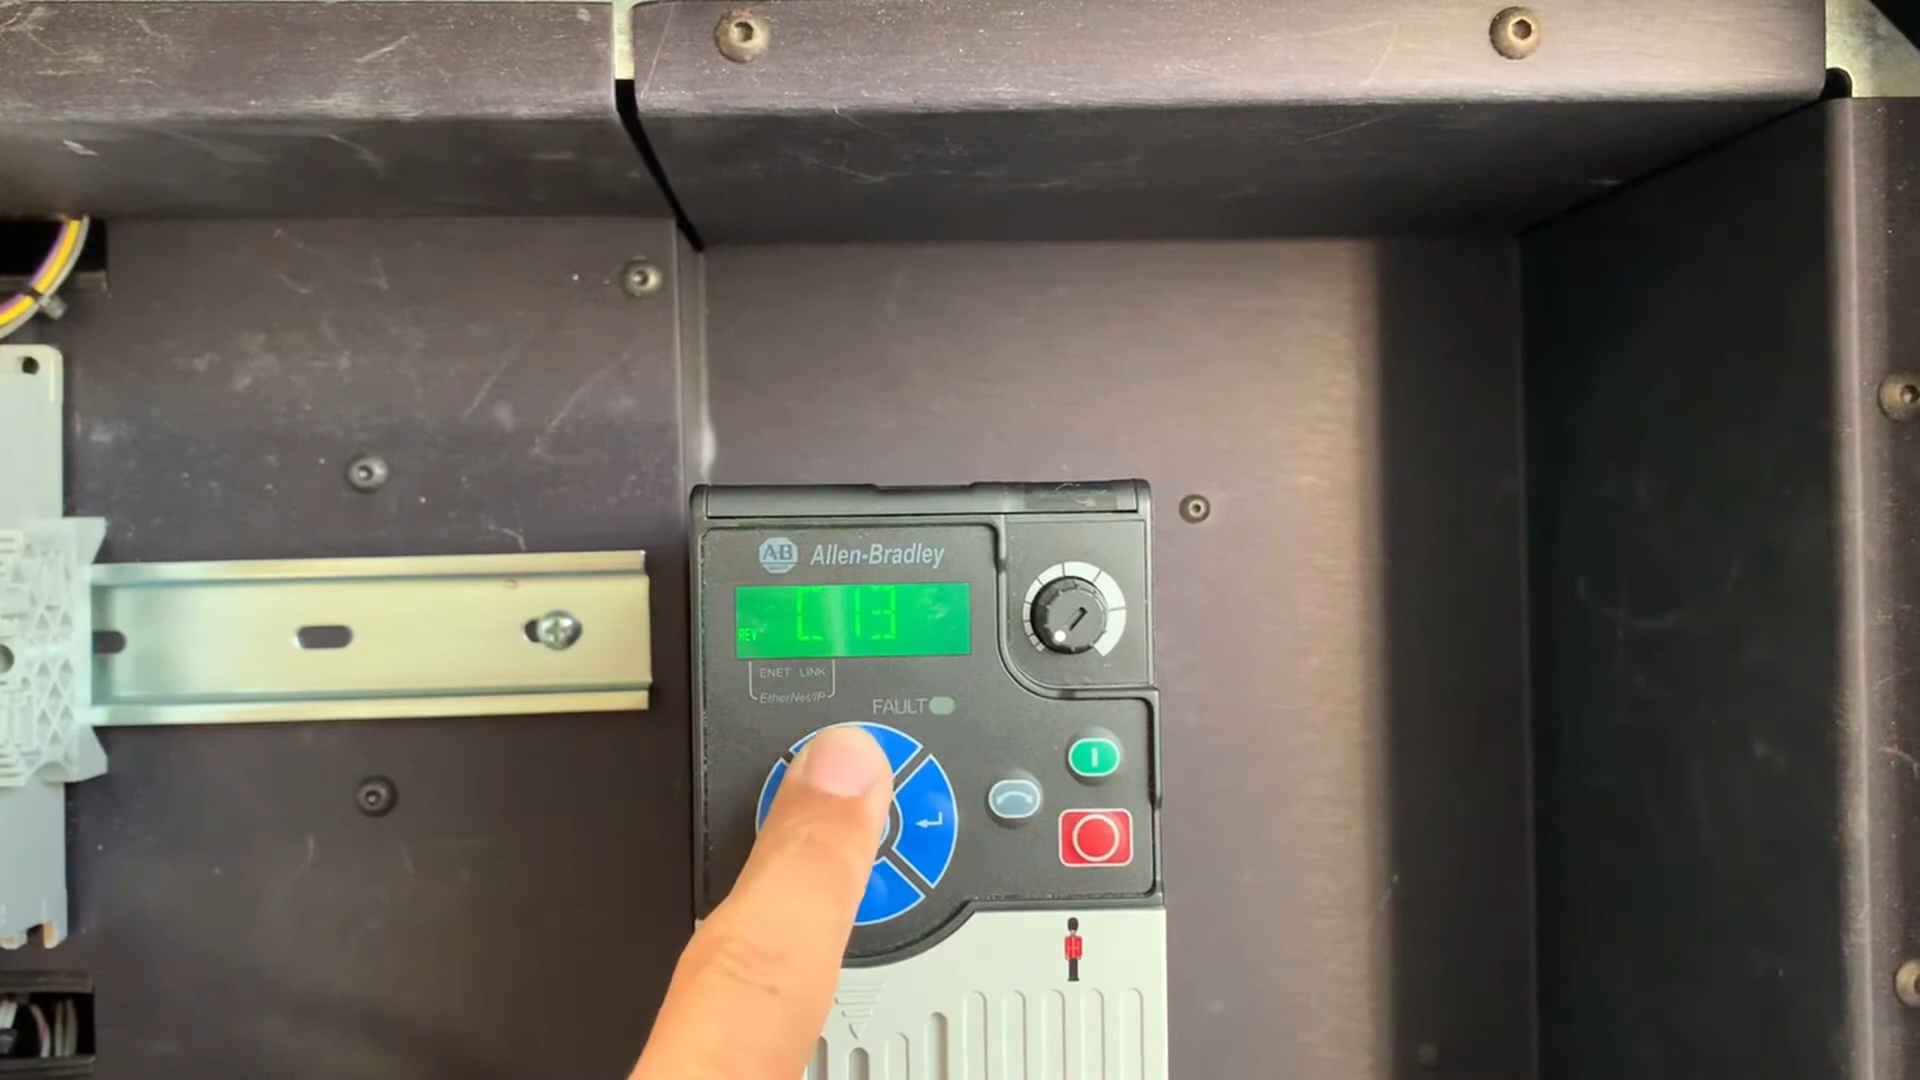 AB Allen-Bradley
C13
REV
ENET LINK
EtherNet/IP
FAULT